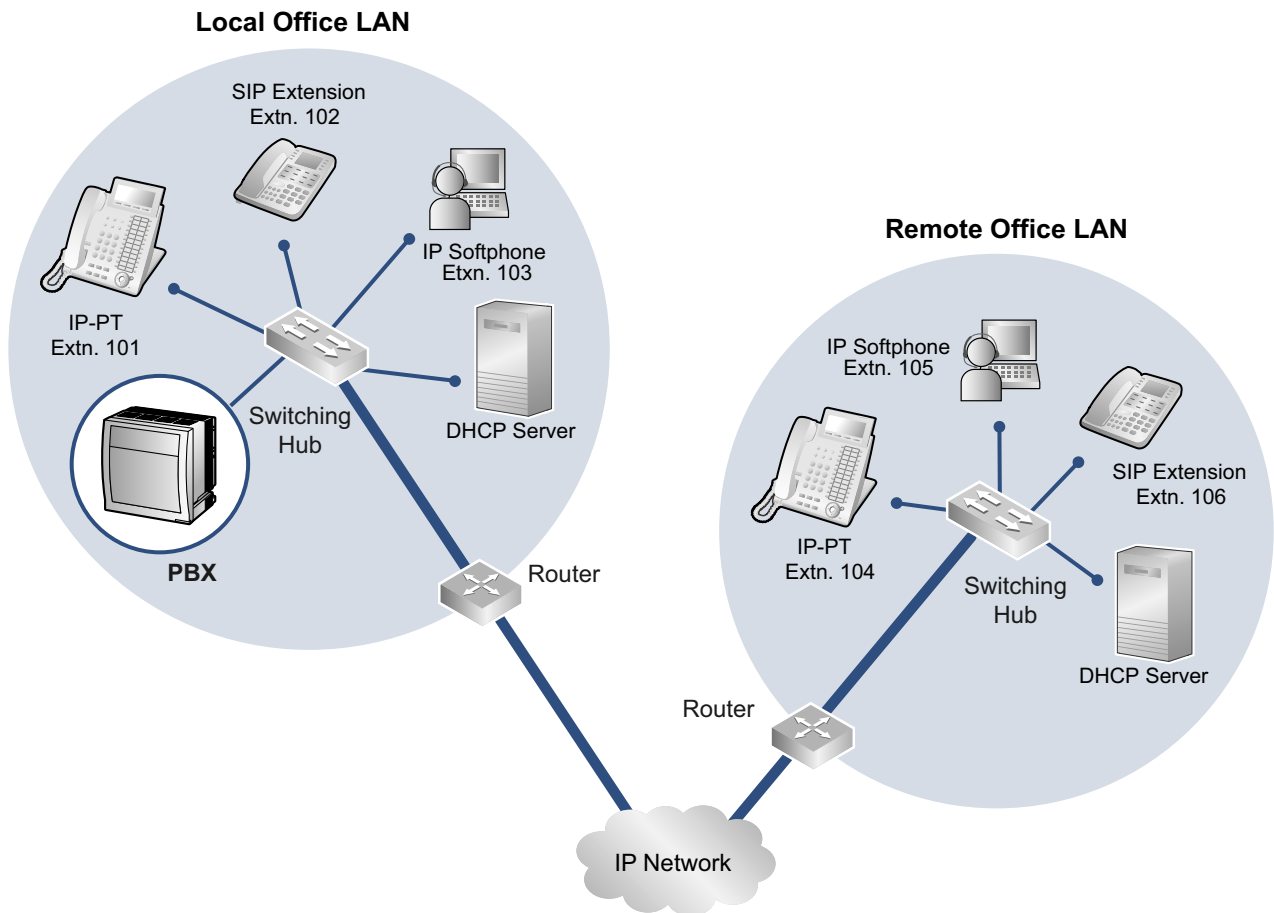 Local Office LAN
SIP Extension
Extn. 102
IP Softphone
Etxn. 103
IP-PT
Extn. 101
Switching
Hub
DHCP Server
PBX
Router
Remote Office LAN
IP Softphone
Extn. 105
SIP Extension
Extn. 106
IP-PT
Extn. 104
Switching
Hub
DHCP Server
Router
IP Network